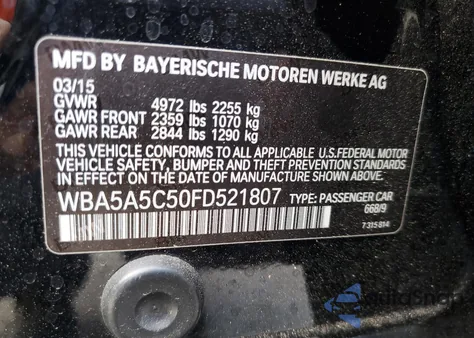 MFD BY BAYERISCHE MOTOREN WERKE AG
03/15
GVWR 4972 lbs 2255 kg
GAWR FRONT 2359 lbs 1070 kg
GAWR REAR 2844 lbs 1290 kg
THIS VEHICLE CONFORMS TO ALL APPLICABLE U.S.FEDERAL MOTOR
VEHICLE SAFETY, BUMPER AND THEFT PREVENTION STANDARDS
IN EFFECT ON THE DATE OF MANUFACTURE SHOWN ABOVE.
WBA5A5C50FD521807 TYPE: PASSENGER CAR
668/9
7 315 814